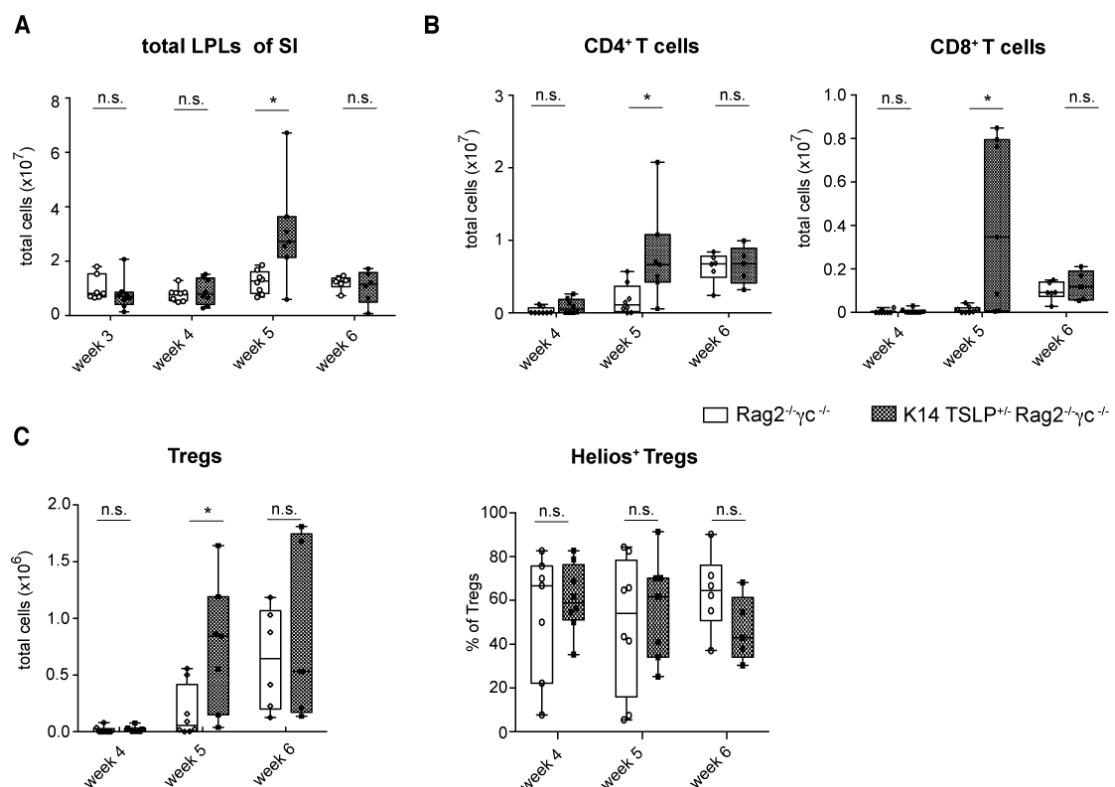 A
total LPLs of SI
n.s.
n.s.
*
n.s.
total cells (x10⁷)
8
6
4
2
0
week 3
week 4
week 5
week 6
B
CD4⁺ T cells
n.s.
*
n.s.
total cells (x10⁷)
3
2
1
0
week 4
week 5
week 6
CD8⁺ T cells
n.s.
*
n.s.
total cells (x10⁷)
1.0
0.8
0.6
0.4
0.2
0.0
week 4
week 5
week 6
Rag2⁻/⁻γc⁻/⁻
K14 TSLP⁺/⁻ Rag2⁻/⁻γc⁻/⁻
C
Tregs
n.s.
*
n.s.
total cells (x10⁶)
2.0
1.5
1.0
0.5
0.0
week 4
week 5
week 6
Helios⁺ Tregs
n.s.
n.s.
n.s.
% of Tregs
100
80
60
40
20
0
week 4
week 5
week 6